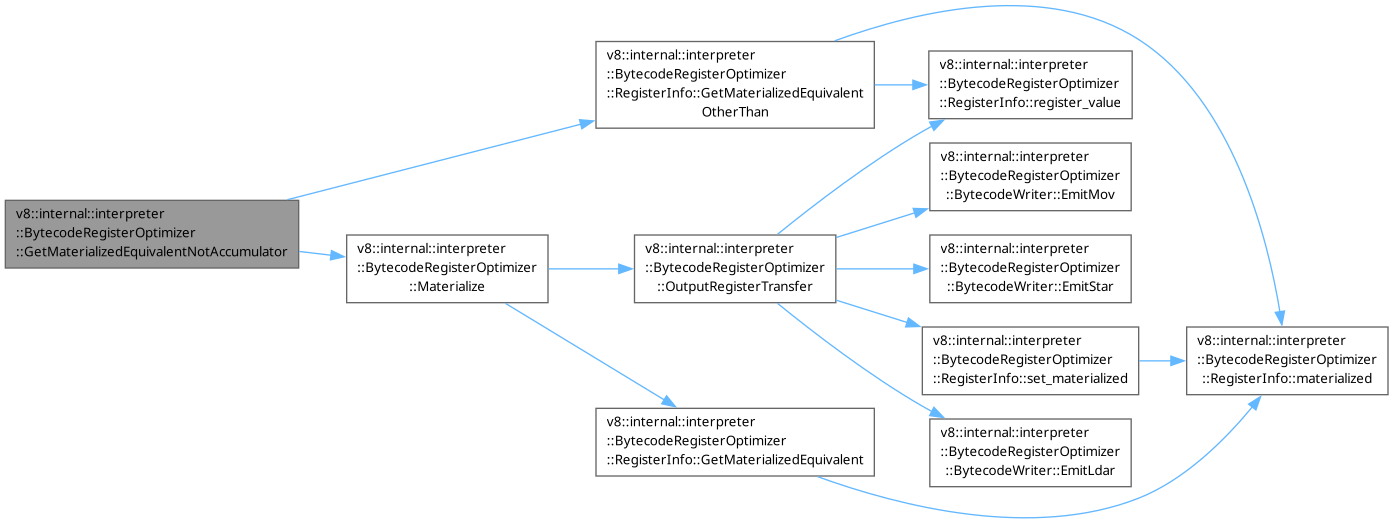 v8::internal::interpreter
::BytecodeRegisterOptimizer
::GetMaterializedEquivalentNotAccumulator
v8::internal::interpreter
::BytecodeRegisterOptimizer
::RegisterInfo::GetMaterializedEquivalent
OtherThan
v8::internal::interpreter
::BytecodeRegisterOptimizer
::Materialize
v8::internal::interpreter
::BytecodeRegisterOptimizer
::RegisterInfo::register_value
v8::internal::interpreter
::BytecodeRegisterOptimizer
::BytecodeWriter::EmitMov
v8::internal::interpreter
::BytecodeRegisterOptimizer
::OutputRegisterTransfer
v8::internal::interpreter
::BytecodeRegisterOptimizer
::BytecodeWriter::EmitStar
v8::internal::interpreter
::BytecodeRegisterOptimizer
::RegisterInfo::set_materialized
v8::internal::interpreter
::BytecodeRegisterOptimizer
::RegisterInfo::materialized
v8::internal::interpreter
::BytecodeRegisterOptimizer
::RegisterInfo::GetMaterializedEquivalent
v8::internal::interpreter
::BytecodeRegisterOptimizer
::BytecodeWriter::EmitLdar